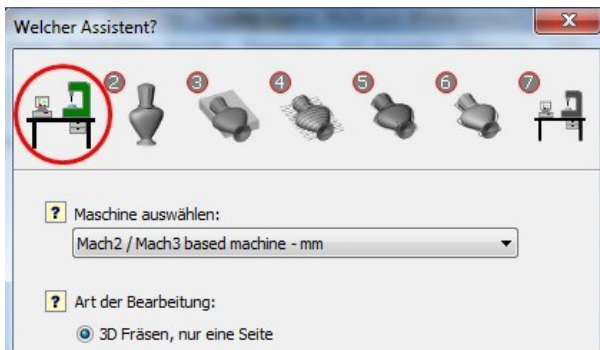 Welcher Assistent?
2 3 4 5 6 7
? Maschine auswählen:
Mach2 / Mach3 based machine - mm
? Art der Bearbeitung:
3D Fräsen, nur eine Seite